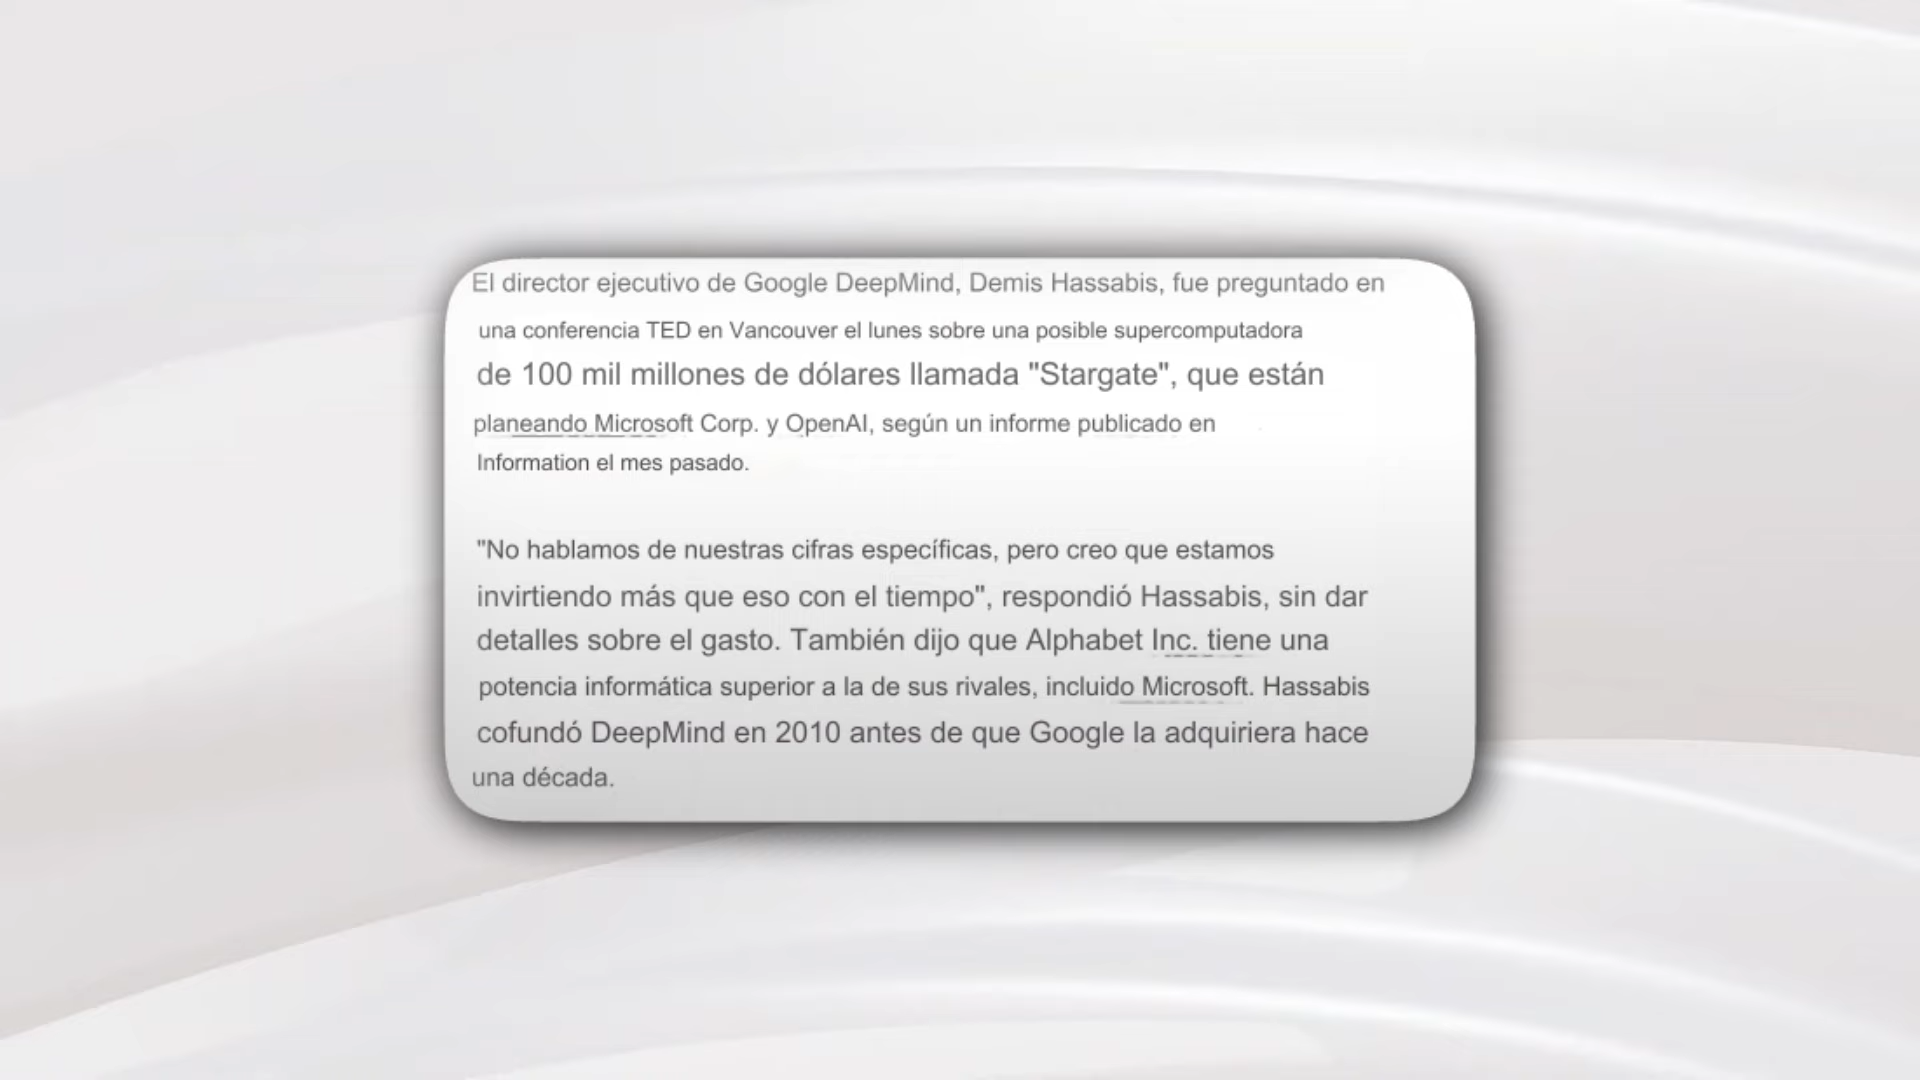 El director ejecutivo de Google DeepMind, Demis Hassabis, fue preguntado en
una conferencia TED en Vancouver el lunes sobre una posible supercomputadora
de 100 mil millones de dólares llamada "Stargate", que están
planeando Microsoft Corp. y OpenAI, según un informe publicado en
Information el mes pasado.
"No hablamos de nuestras cifras específicas, pero creo que estamos
invirtiendo más que eso con el tiempo", respondió Hassabis, sin dar
detalles sobre el gasto. También dijo que Alphabet Inc. tiene una
potencia informática superior a la de sus rivales, incluido Microsoft. Hassabis
cofundó DeepMind en 2010 antes de que Google la adquiriera hace
una década.